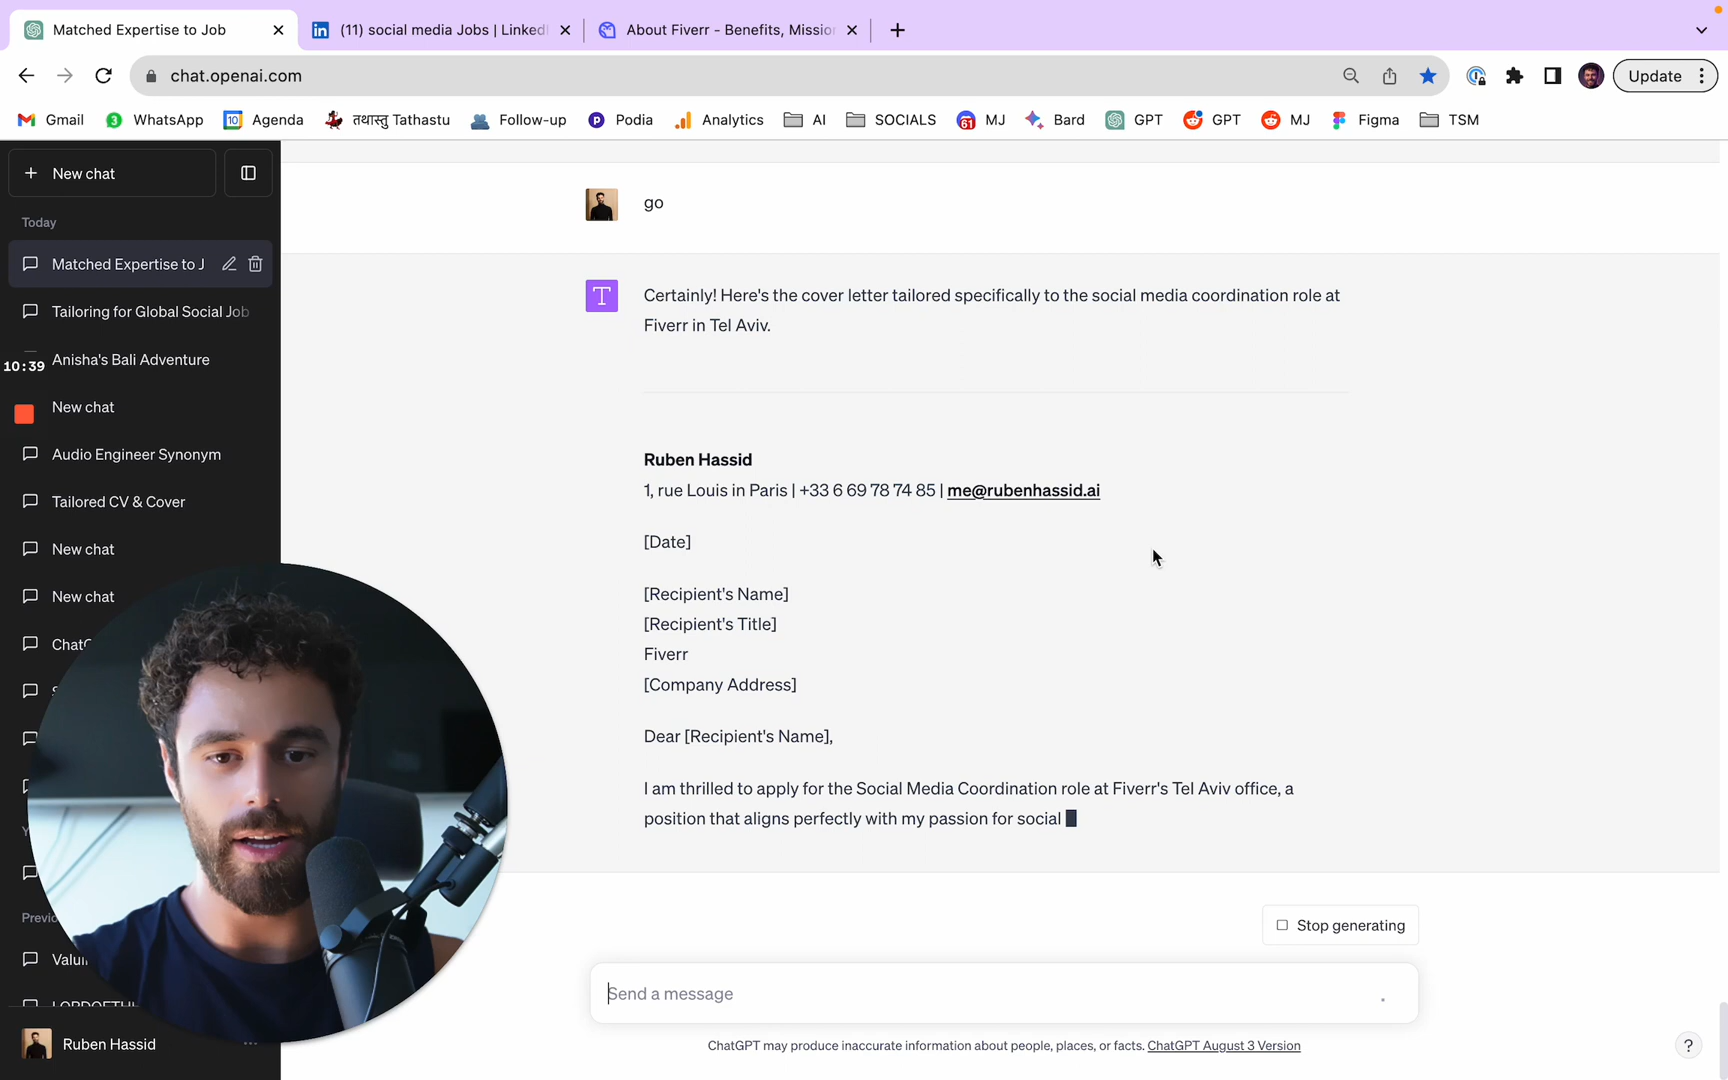 Matched Expertise to Job
(11) social media Jobs | LinkedI
About Fiverr - Benefits, Missio
chat.openai.com
Update
Gmail
3
WhatsApp
10
Agenda
तथास्तु Tathastu
Follow-up
Podia
Analytics
AI
SOCIALS
61
MJ
Bard
GPT
GPT
MJ
Figma
TSM
New chat
Today
Matched Expertise to J
Tailoring for Global Social Job
10:39
Anisha's Bali Adventure
New chat
Audio Engineer Synonym
Tailored CV & Cover
New chat
New chat
Ruben Hassid
go
T
Certainly! Here's the cover letter tailored specifically to the social media coordination role at
Fiverr in Tel Aviv.
Ruben Hassid
1, rue Louis in Paris | +33 6 69 78 74 85 | me@rubenhassid.ai
[Date]
[Recipient's Name]
[Recipient's Title]
Fiverr
[Company Address]
Dear [Recipient's Name],
I am thrilled to apply for the Social Media Coordination role at Fiverr's Tel Aviv office, a
position that aligns perfectly with my passion for social
Stop generating
Send a message
ChatGPT may produce inaccurate information about people, places, or facts. ChatGPT August 3 Version
?